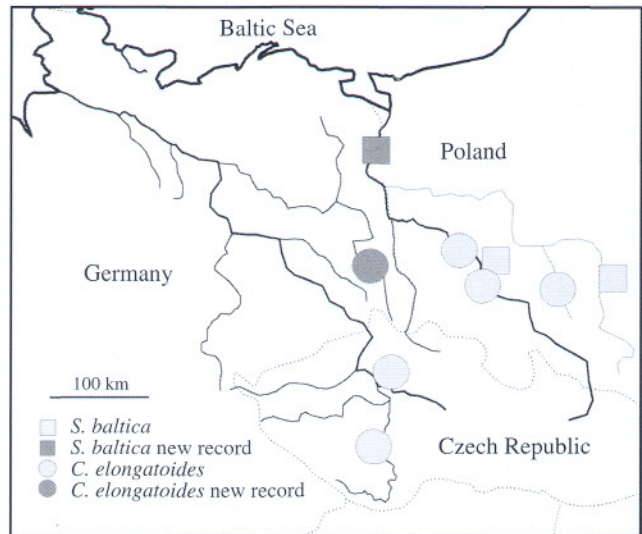 Baltic Sea
Poland
Germany
100 km
S. baltica
S. baltica new record
C. elongatoides
C. elongatoides new record
Czech Republic